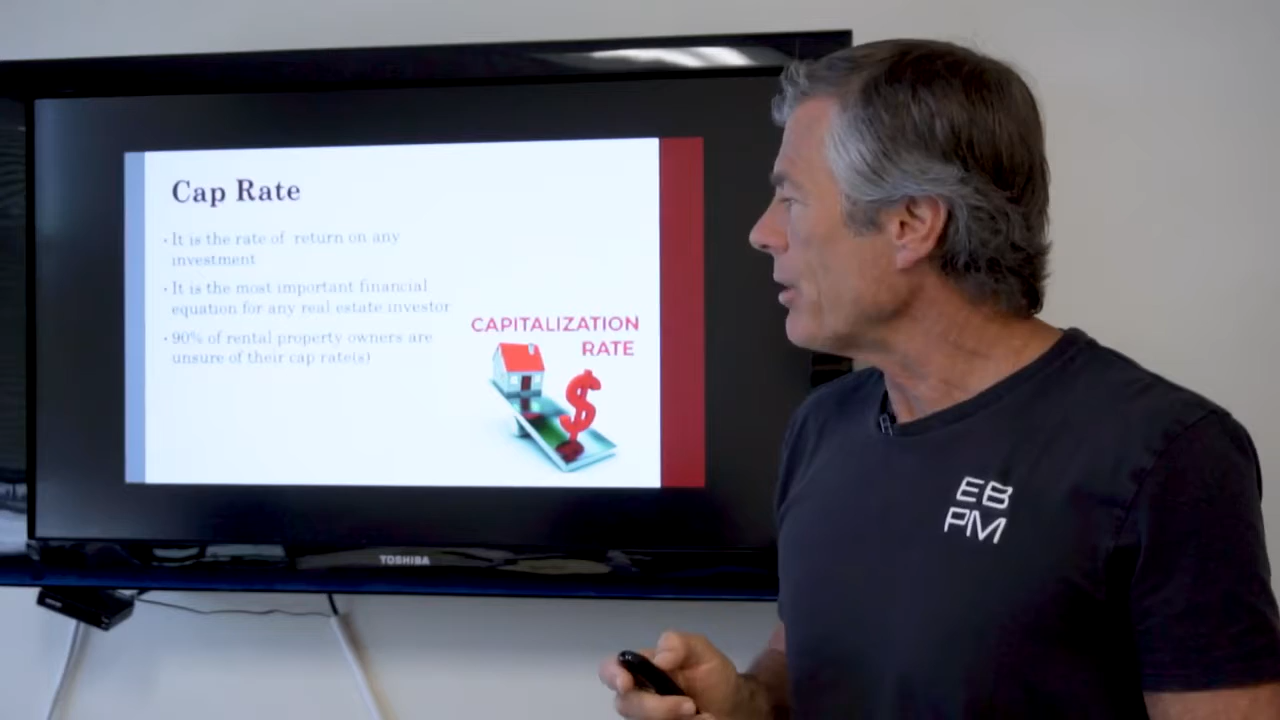 Cap Rate
· It is the rate of return on any
investment
· It is the most important financial
equation for any real estate investor
· 90% of rental property owners are
unsure of their cap rate(s)
CAPITALIZATION
RATE
$
TOSHIBA
EB
PM